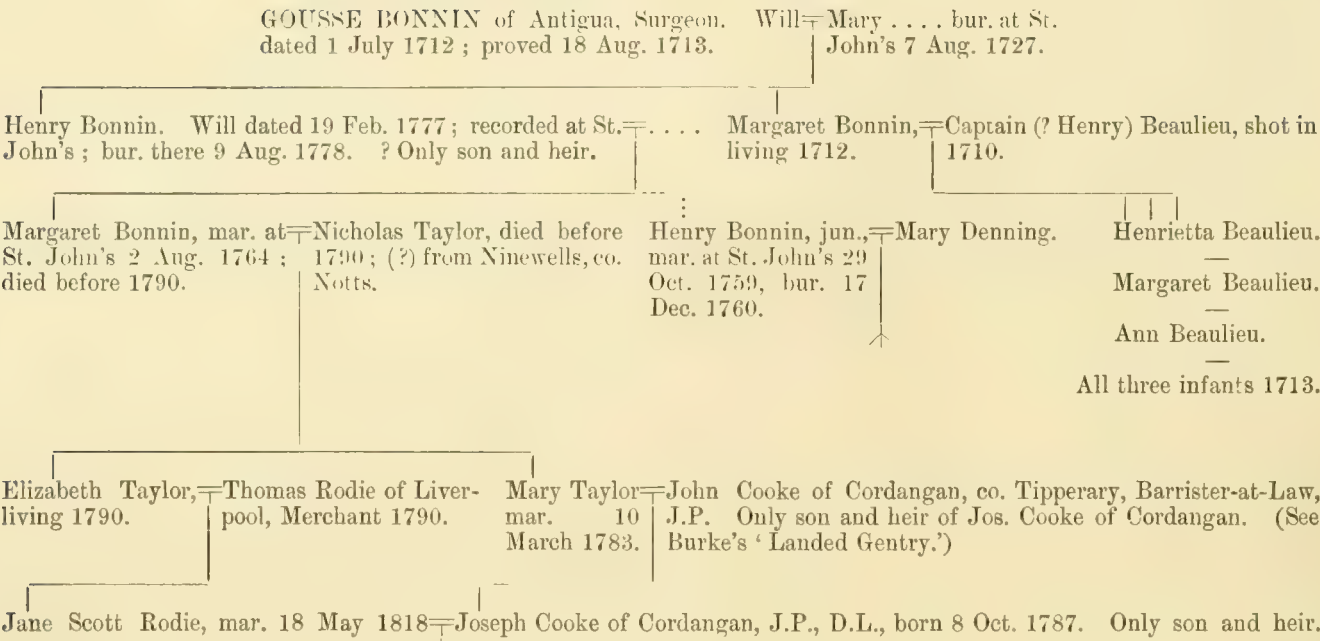 GOUSSE BONNIN of Antigua, Surgeon. Will=Mary . . . . bur. at St.
dated 1 July 1712 ; proved 18 Aug. 1713. John's 7 Aug. 1727.
Henry Bonnin. Will dated 19 Feb. 1777 ; recorded at St.=. . . .
John's ; bur. there 9 Aug. 1778. ? Only son and heir.
Margaret Bonnin,=Captain (? Henry) Beaulieu, shot in
living 1712. 1710.
Margaret Bonnin, mar. at=Nicholas Taylor, died before
St. John's 2 Aug. 1764 ; 1790 ; (?) from Ninewells, co.
died before 1790. Notts.
Henry Bonnin, jun.,=Mary Denning.
mar. at St. John's 29
Oct. 1759, bur. 17
Dec. 1760.
Henrietta Beaulieu.
—
Margaret Beaulieu.
—
Ann Beaulieu.
—
All three infants 1713.
Elizabeth Taylor,=Thomas Rodie of Liver-
living 1790. pool, Merchant 1790.
Mary Taylor=John Cooke of Cordangan, co. Tipperary, Barrister-at-Law,
mar. 10 J.P. Only son and heir of Jos. Cooke of Cordangan. (See
March 1783. Burke's ‘ Landed Gentry.’)
Jane Scott Rodie, mar. 18 May 1818=Joseph Cooke of Cordangan, J.P., D.L., born 8 Oct. 1787. Only son and heir.